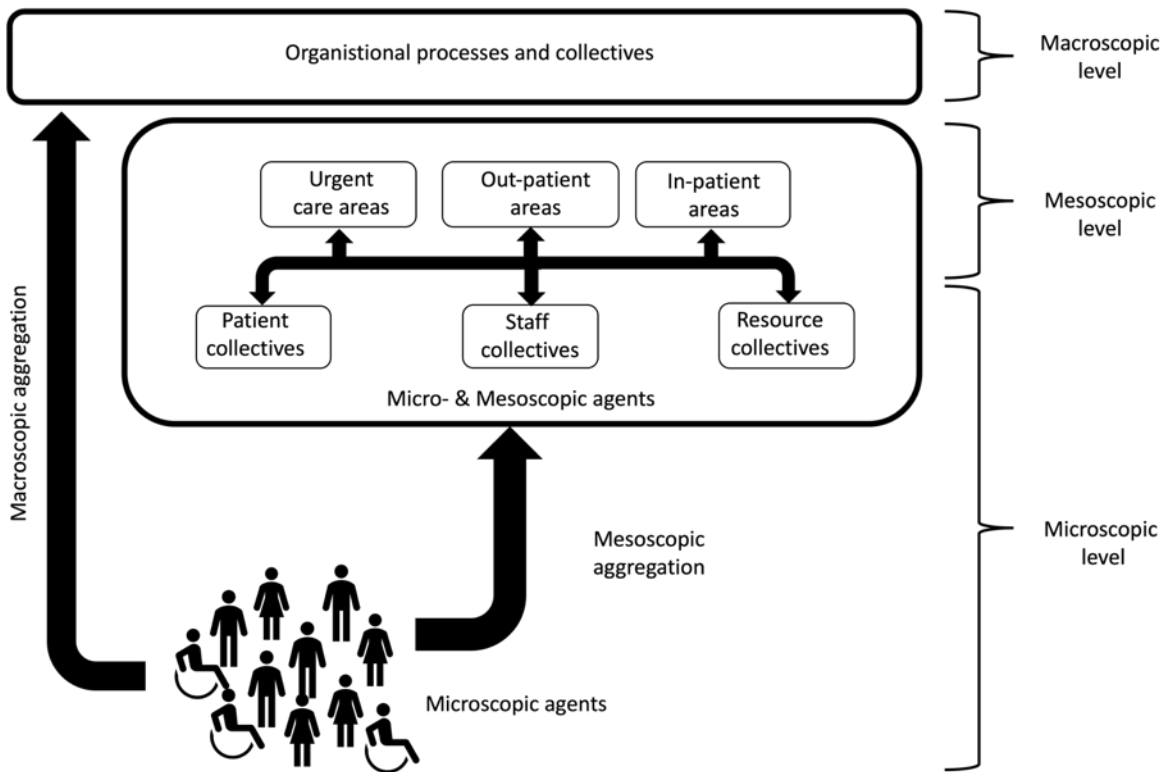 Organistional processes and collectives
Macroscopic
level
Urgent
care areas
Out-patient
areas
In-patient
areas
Mesoscopic
level
Patient
collectives
Staff
collectives
Resource
collectives
Micro- & Mesoscopic agents
Macroscopic aggregation
Mesoscopic
aggregation
Microscopic
level
Microscopic agents